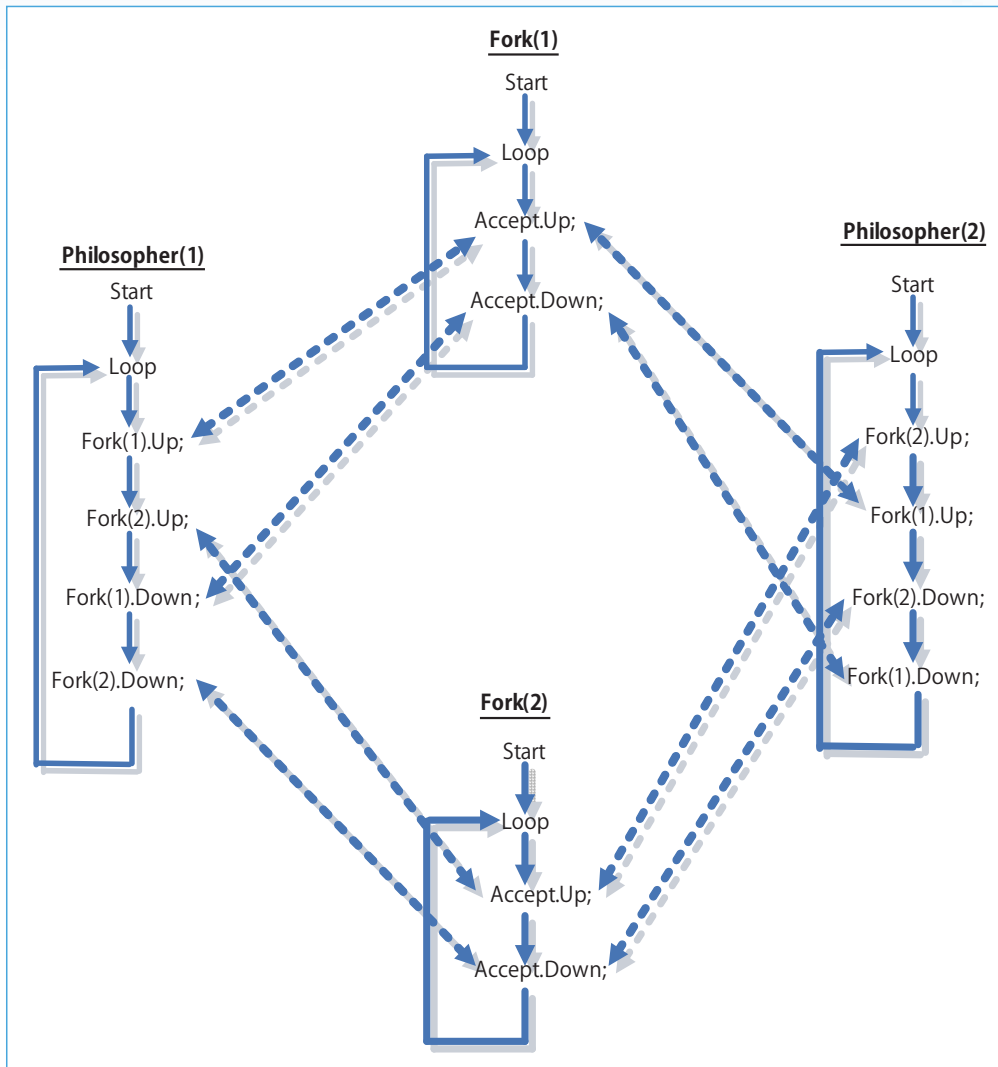 Fork(1)
Start
Loop
Accept.Up;
Accept.Down;
Philosopher(1)
Start
Loop
Fork(1).Up;
Fork(2).Up;
Fork(1).Down;
Fork(2).Down;
Philosopher(2)
Start
Loop
Fork(2).Up;
Fork(1).Up;
Fork(2).Down;
Fork(1).Down;
Fork(2)
Start
Loop
Accept.Up;
Accept.Down;